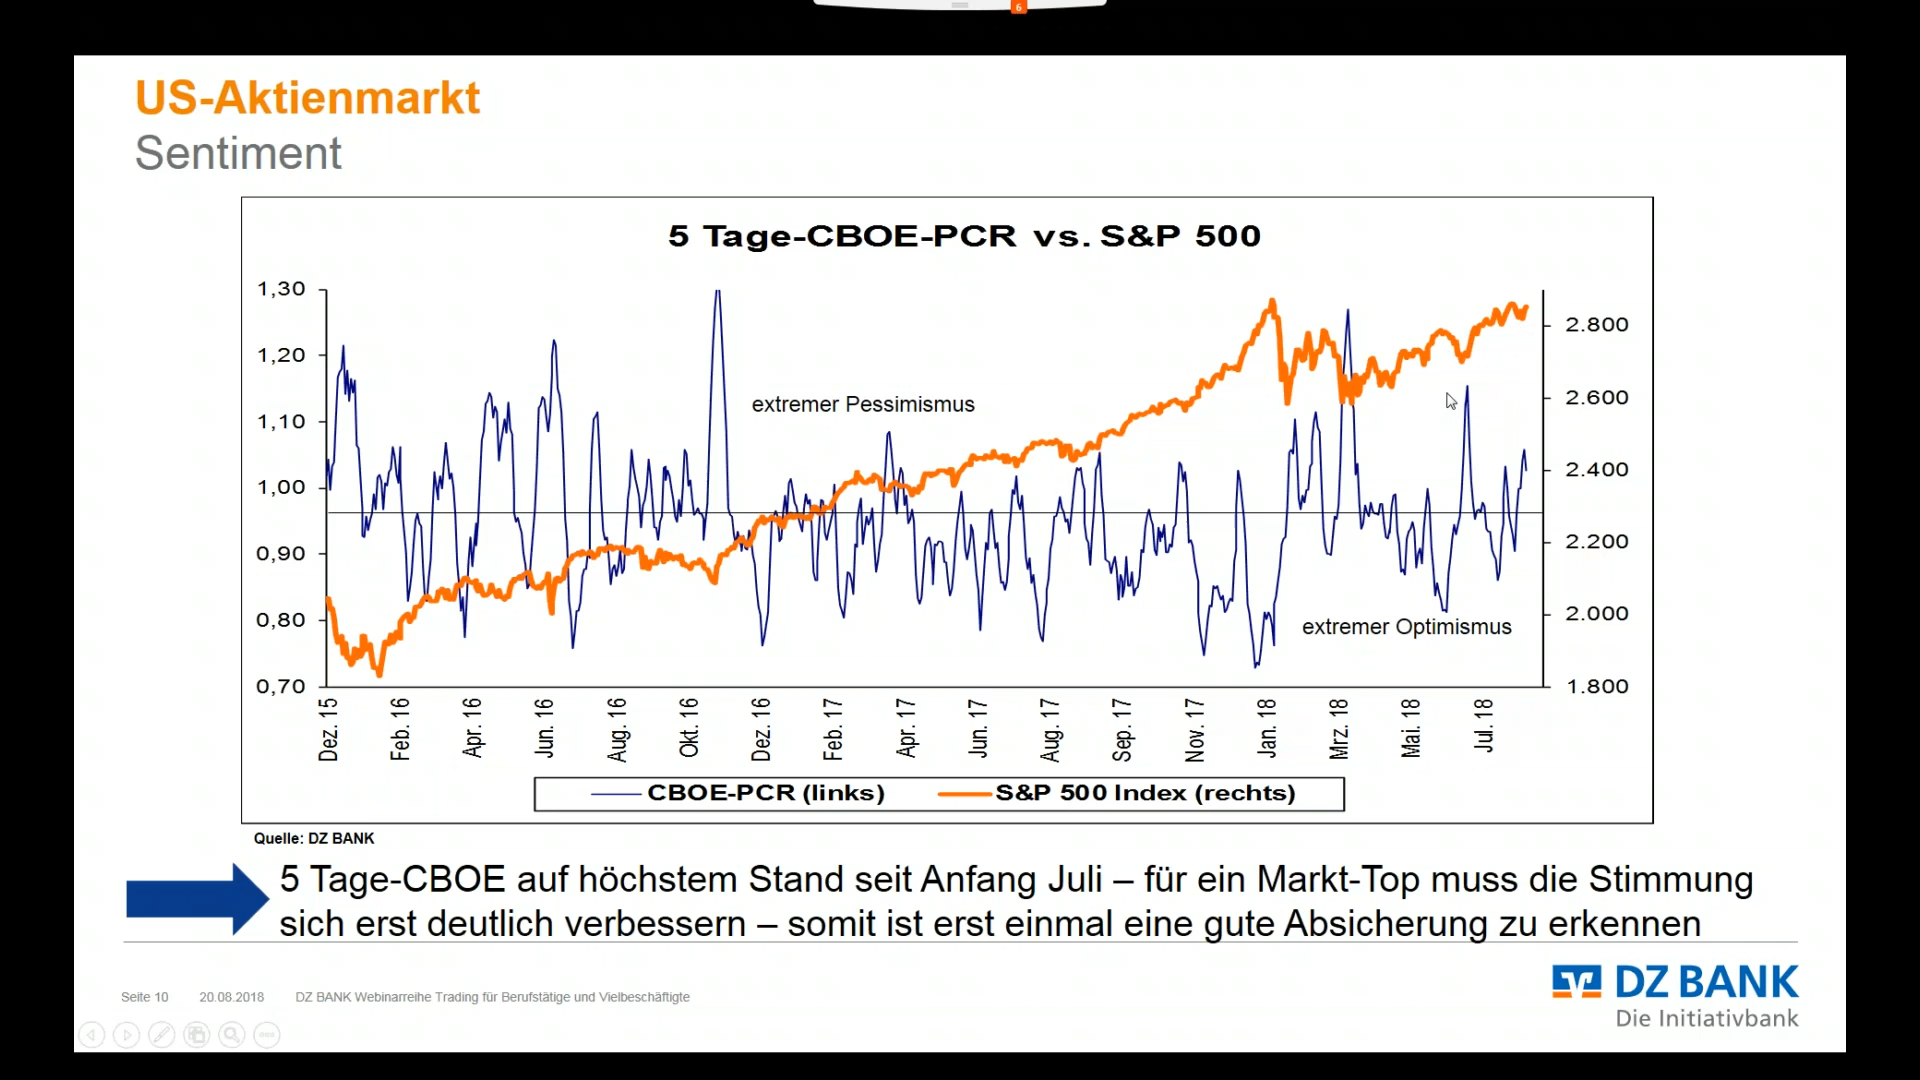 6
US-Aktienmarkt
Sentiment
5 Tage-CBOE-PCR vs. S&P 500
1,30
1,20
1,10
1,00
0,90
0,80
0,70
2.800
2.600
2.400
2.200
2.000
1.800
extremer Pessimismus
extremer Optimismus
Dez. 15
Feb. 16
Apr. 16
Jun. 16
Aug. 16
Okt. 16
Dez. 16
Feb. 17
Apr. 17
Jun. 17
Aug. 17
Sep. 17
Nov. 17
Jan. 18
Mrz. 18
Mai. 18
Jul. 18
CBOE-PCR (links) S&P 500 Index (rechts)
Quelle: DZ BANK
5 Tage-CBOE auf höchstem Stand seit Anfang Juli – für ein Markt-Top muss die Stimmung
sich erst deutlich verbessern – somit ist erst einmal eine gute Absicherung zu erkennen
Seite 10 20.08.2018 DZ BANK Webinarreihe Trading für Berufstätige und Vielbeschäftigte
DZ BANK
Die Initiativbank